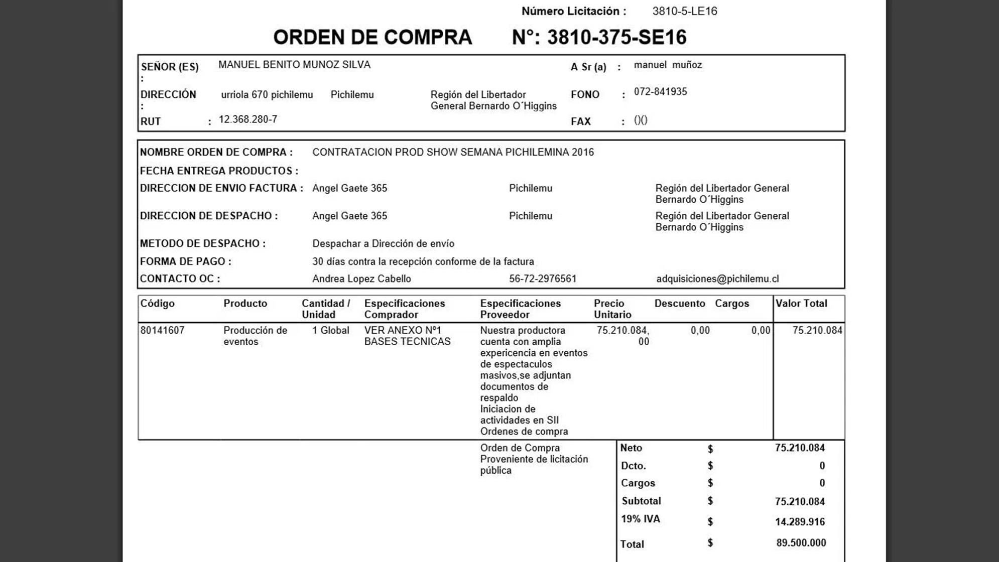 Número Licitación : 3810-5-LE16
ORDEN DE COMPRA N°: 3810-375-SE16
SEÑOR (ES) : MANUEL BENITO MUNOZ SILVA A Sr (a) : manuel muñoz
DIRECCIÓN : urriola 670 pichilemu Pichilemu Región del Libertador General Bernardo O´Higgins FONO : 072-841935
RUT : 12.368.280-7 FAX : ()()
NOMBRE ORDEN DE COMPRA : CONTRATACION PROD SHOW SEMANA PICHILEMINA 2016
FECHA ENTREGA PRODUCTOS :
DIRECCION DE ENVIO FACTURA : Angel Gaete 365 Pichilemu Región del Libertador General
Bernardo O´Higgins
DIRECCION DE DESPACHO : Angel Gaete 365 Pichilemu Región del Libertador General
Bernardo O´Higgins
METODO DE DESPACHO : Despachar a Dirección de envío
FORMA DE PAGO : 30 días contra la recepción conforme de la factura
CONTACTO OC : Andrea Lopez Cabello 56-72-2976561 adquisiciones@pichilemu.cl
Código Producto Cantidad / Unidad Especificaciones Comprador Especificaciones Proveedor Precio Unitario Descuento Cargos Valor Total
80141607 Producción de eventos 1 Global VER ANEXO Nº1 BASES TECNICAS
Nuestra productora
cuenta con amplia
expericencia en eventos
de espectaculos
masivos,se adjuntan
documentos de
respaldo
Iniciacion de
actividades en SII
Ordenes de compra
75.210.084,00 0,00 0,00 75.210.084
Orden de Compra
Proveniente de licitación
pública
Neto $ 75.210.084
Dcto. $ 0
Cargos $ 0
Subtotal $ 75.210.084
19% IVA $ 14.289.916
Total $ 89.500.000